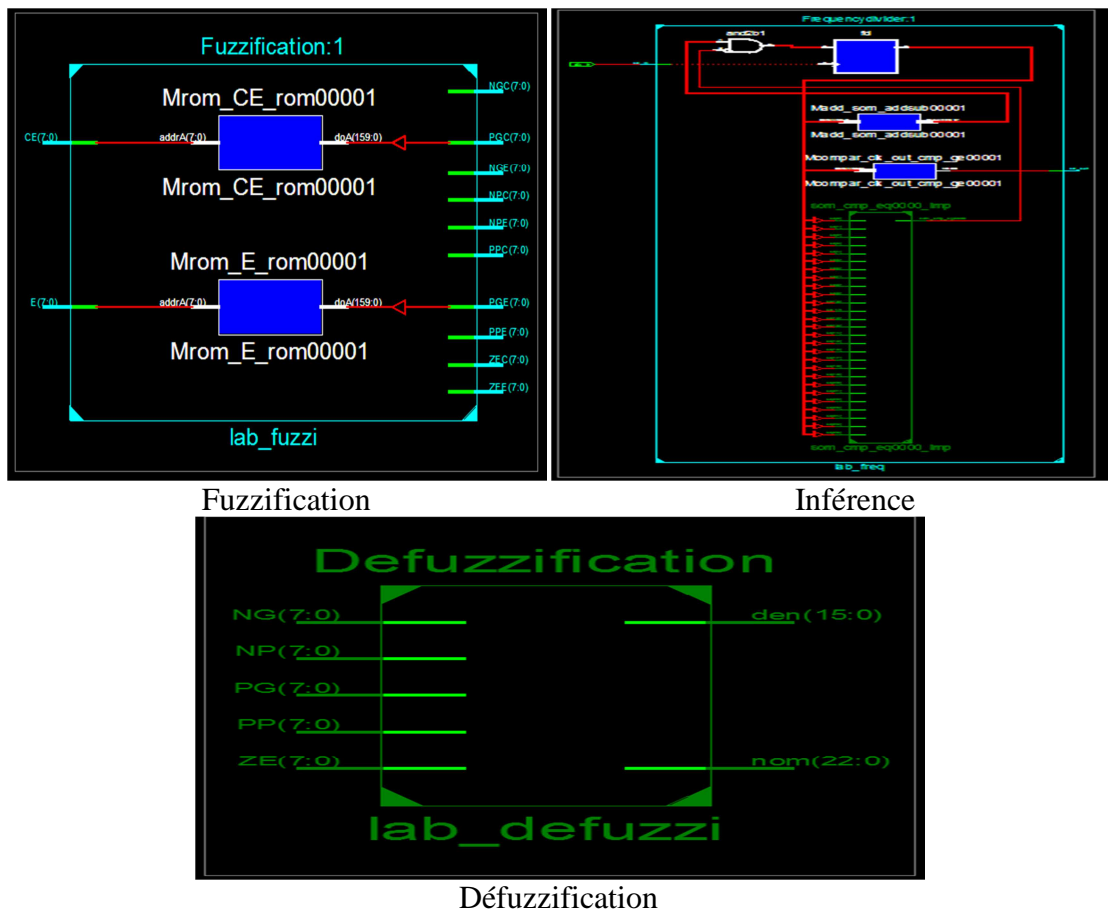 Fuzzification:1
Mrom_CE_rom00001
CE(7:0)
addrA(7:0)
doA(159:0)
Mrom_CE_rom00001
Mrom_E_rom00001
E(7:0)
addrA(7:0)
doA(159:0)
Mrom_E_rom00001
NGC(7:0)
PGC(7:0)
NGE(7:0)
NPC(7:0)
NPE(7:0)
PPC(7:0)
PGE(7:0)
PPE(7:0)
ZEC(7:0)
ZEE(7:0)
lab_fuzzi
Frequencydivider:1
and2b1
fd
Madd_som_addsub00001
Madd_som_addsub00001
Mcompar_clk_out_cmp_ge00001
Mcompar_clk_out_cmp_ge00001
som_cmp_eq0000_imp
som_cmp_eq0000_imp
lab_freq
Fuzzification
Inférence
Defuzzification
NG(7:0)
NP(7:0)
PG(7:0)
PP(7:0)
ZE(7:0)
den(15:0)
nom(22:0)
lab_defuzzi
Défuzzification